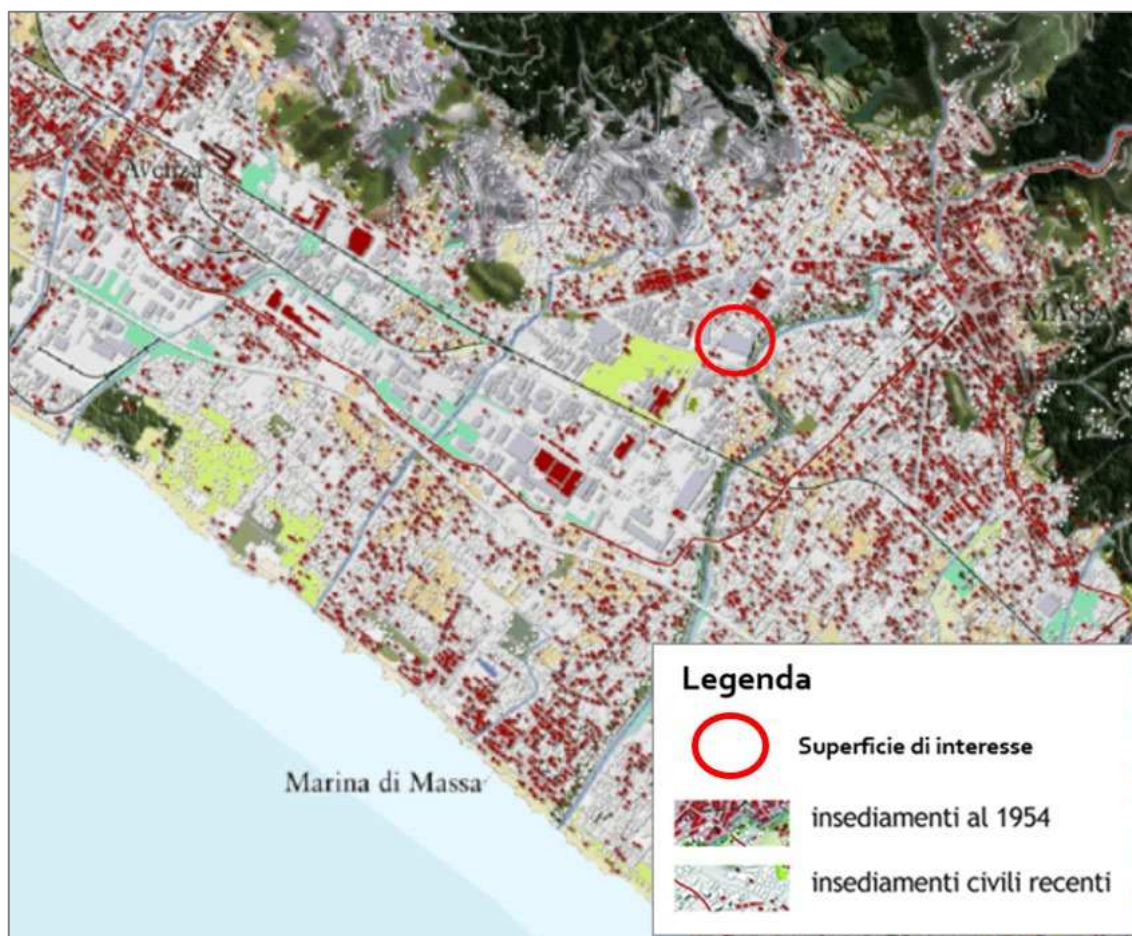 Avenza
MASSA
Marina di Massa
Legenda
Superficie di interesse
insediamenti al 1954
insediamenti civili recenti